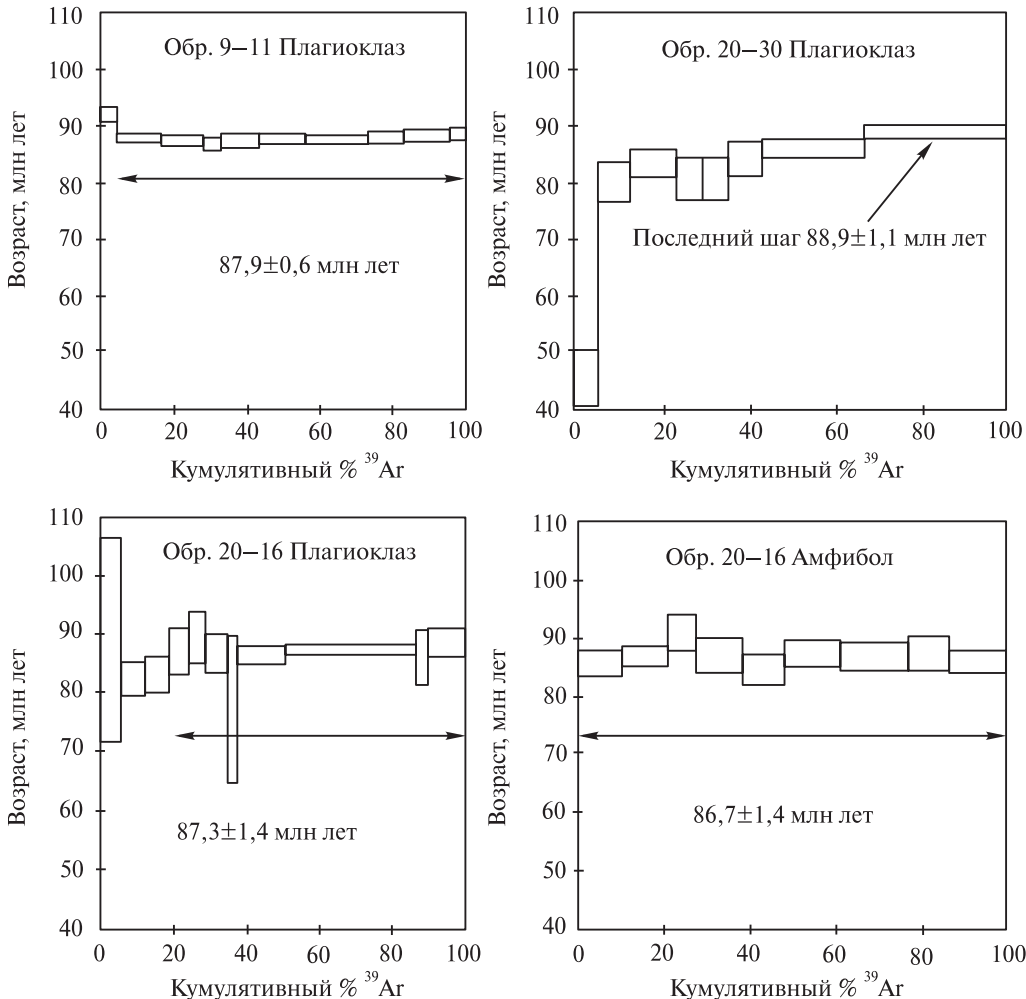 110
100
90
80
70
60
50
40
Возраст, млн лет
Обр. 9–11 Плагиоклаз
87,9±0,6 млн лет
0 20 40 60 80 100
Кумулятивный % ³⁹Ar
110
100
90
80
70
60
50
40
Возраст, млн лет
Обр. 20–30 Плагиоклаз
Последний шаг 88,9±1,1 млн лет
0 20 40 60 80 100
Кумулятивный % ³⁹Ar
110
100
90
80
70
60
50
40
Возраст, млн лет
Обр. 20–16 Плагиоклаз
87,3±1,4 млн лет
0 20 40 60 80 100
Кумулятивный % ³⁹Ar
110
100
90
80
70
60
50
40
Возраст, млн лет
Обр. 20–16 Амфибол
86,7±1,4 млн лет
0 20 40 60 80 100
Кумулятивный % ³⁹Ar